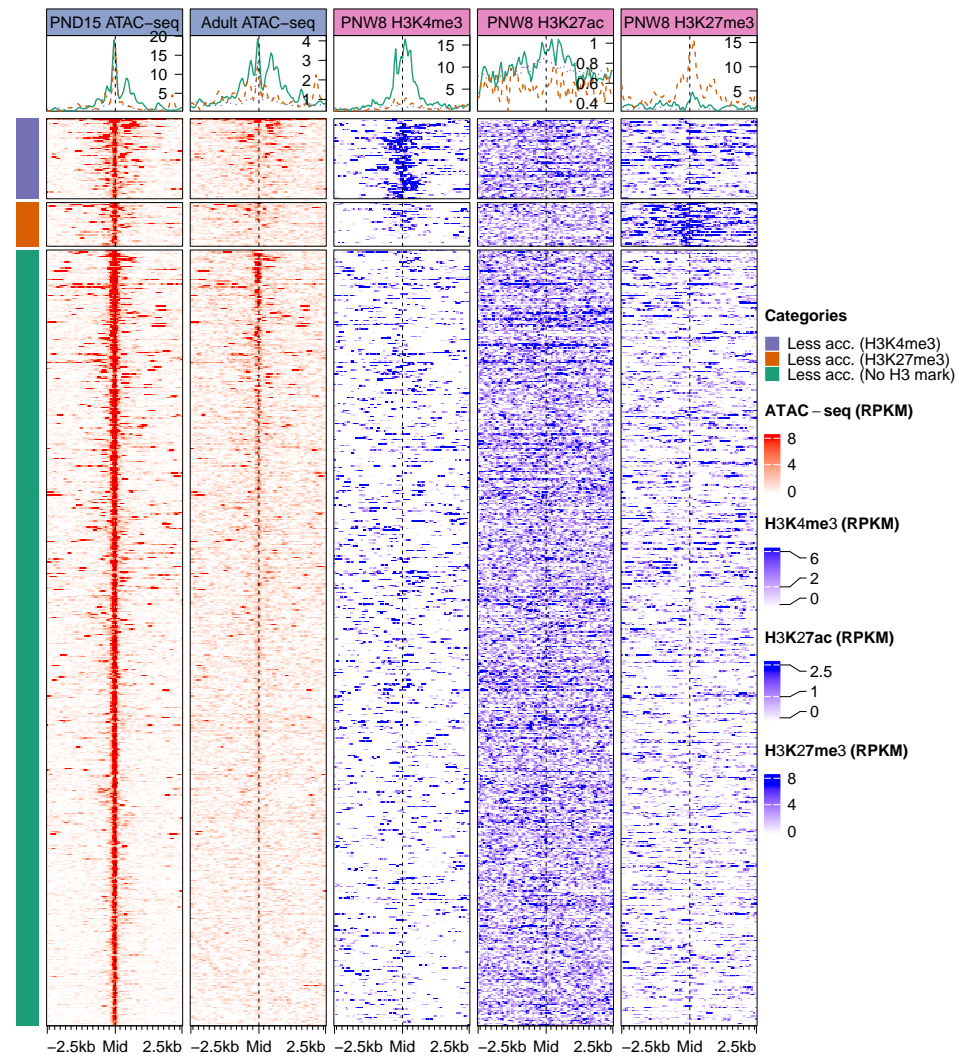 PND15 ATAC−seq
Adult ATAC−seq
PNW8 H3K4me3
PNW8 H3K27ac
PNW8 H3K27me3
20
15
10
5
4
3
2
1
15
10
5
1
0.8
0.6
0.4
15
10
5
Categories
Less acc. (H3K4me3)
Less acc. (H3K27me3)
Less acc. (No H3 mark)
ATAC−seq (RPKM)
8
4
0
H3K4me3 (RPKM)
6
2
0
H3K27ac (RPKM)
2.5
1
0
H3K27me3 (RPKM)
8
4
0
−2.5kb Mid 2.5kb
−2.5kb Mid 2.5kb
−2.5kb Mid 2.5kb
−2.5kb Mid 2.5kb
−2.5kb Mid 2.5kb